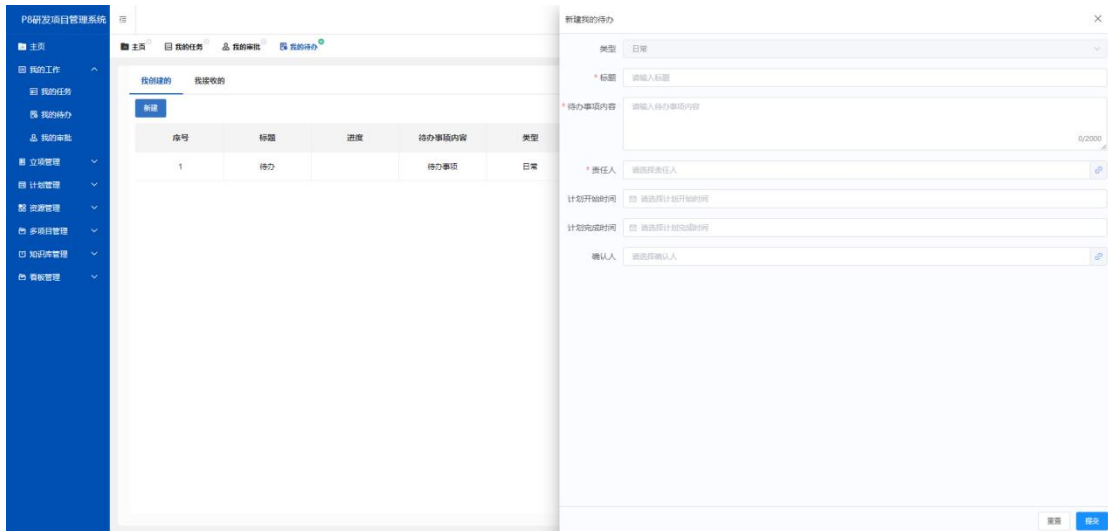 P8研发项目管理系统
主页
我的工作
我的任务
我的待办
我的审批
立项管理
计划管理
资源管理
多项目管理
知识库管理
看板管理
主页 我的任务 我的审批 我的待办
我创建的 我接收的
新建
序号 标题 进度 待办事项内容 类型
1 待办 待办事项 日常
新建我的待办
类型 日常
* 标题 请输入标题
* 待办事项内容 请输入待办事项内容
0/2000
* 责任人 请选择责任人
计划开始时间 请选择计划开始时间
计划完成时间 请选择计划完成时间
确认人 请选择确认人
重置 提交